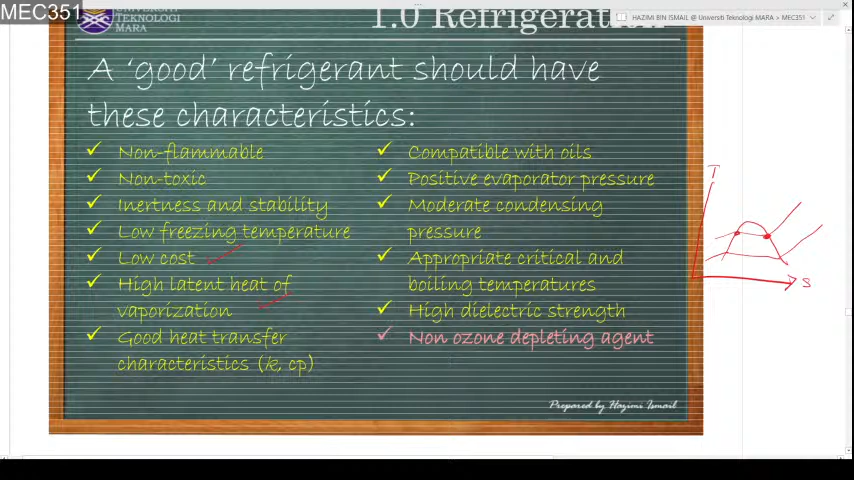 MEC351
UNIVERSITI
TEKNOLOGI
MARA
1.0 Refrigeration
HAZIMI BIN ISMAIL @ Universiti Teknologi MARA > MEC351
A 'good' refrigerant should have
these characteristics:
Non-flammable
Non-toxic
Inertness and stability
Low freezing temperature
Low cost
High latent heat of
vaporization
Good heat transfer
characteristics (k, cp)
Compatible with oils
Positive evaporator pressure
Moderate condensing
pressure
Appropriate critical and
boiling temperatures
High dielectric strength
Non ozone depleting agent
T
s
Prepared by Hazimi Ismail